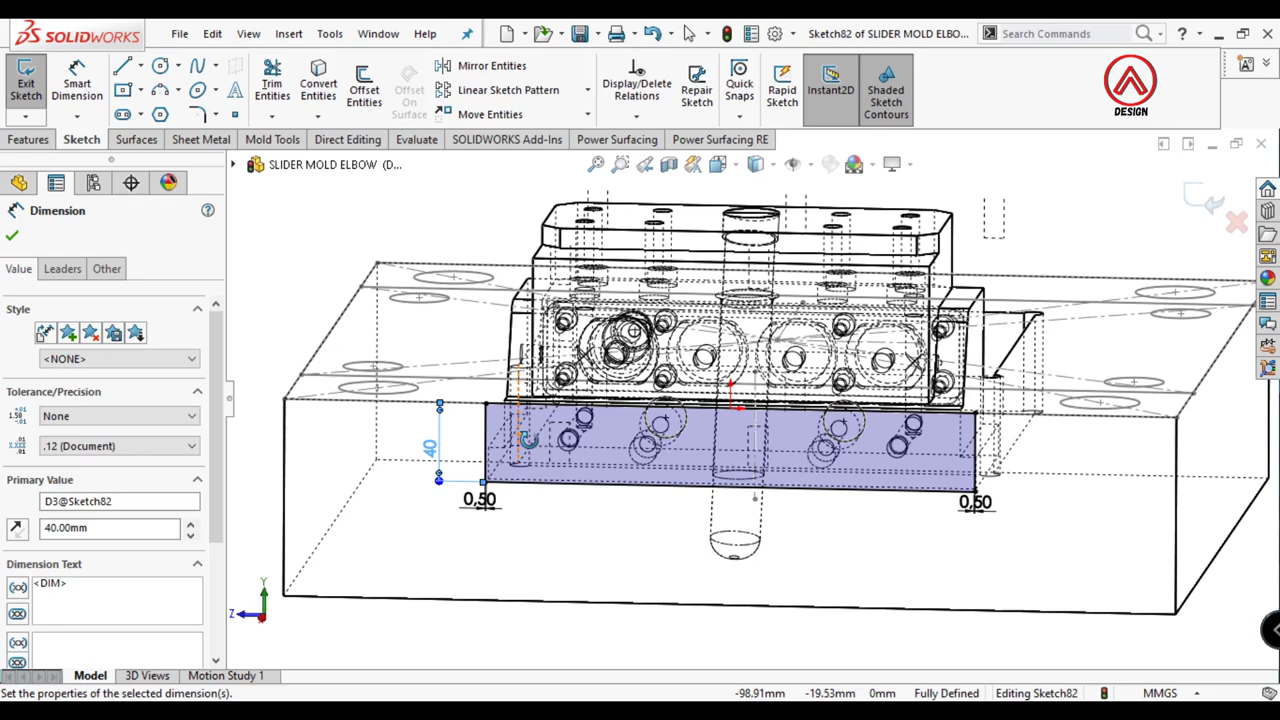 SOLIDWORKS File Edit View Insert Tools Window Help Sketch82 of SLIDER MOLD ELBO... Search Commands ?
Exit Sketch
Smart Dimension
Trim Entities
Convert Entities
Offset Entities
Offset On Surface
Mirror Entities
Linear Sketch Pattern
Move Entities
Display/Delete Relations
Repair Sketch
Quick Snaps
Rapid Sketch
Instant2D
Shaded Sketch Contours
DESIGN
Features Sketch Surfaces Sheet Metal Mold Tools Direct Editing Evaluate SOLIDWORKS Add-Ins Power Surfacing Power Surfacing RE
SLIDER MOLD ELBOW (D...
Dimension ?
Value Leaders Other
Style
<NONE>
Tolerance/Precision
None
.12 (Document)
Primary Value
D3@Sketch82
40.00mm
Dimension Text
<DIM>
40
0,50
0,50
Y
Z
Model 3D Views Motion Study 1
Set the properties of the selected dimension(s). -98.91mm -19.53mm 0mm Fully Defined Editing Sketch82 MMGS